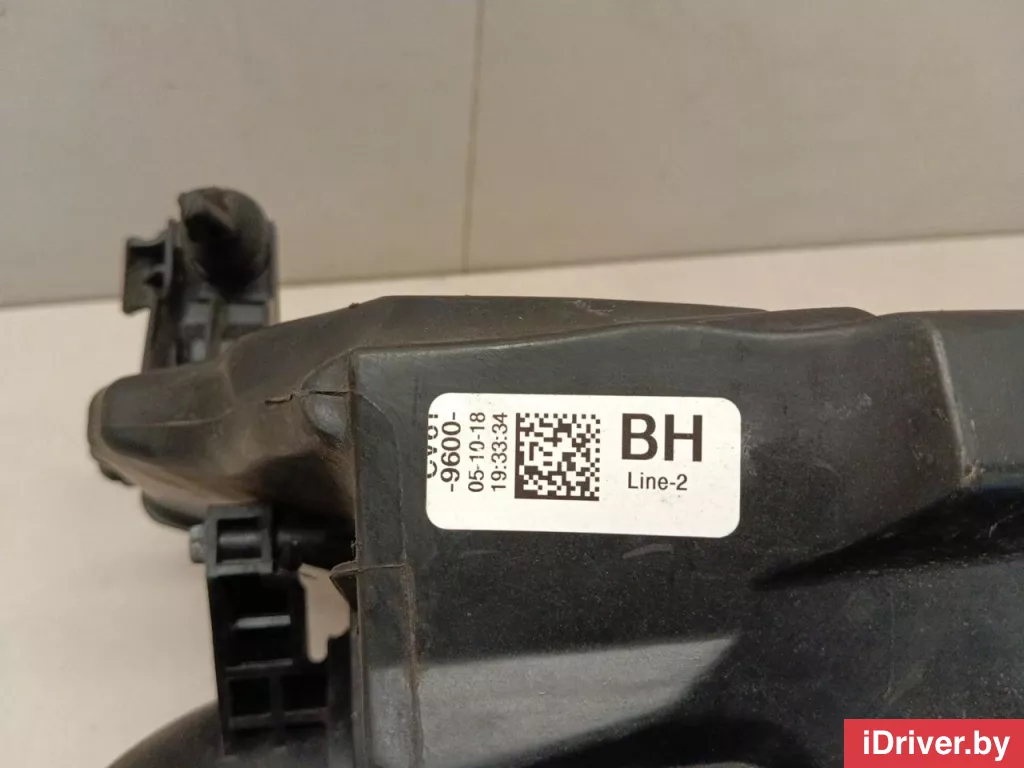 -9600-
05-10-18
19:33:34
BH
Line-2
iDriver.by